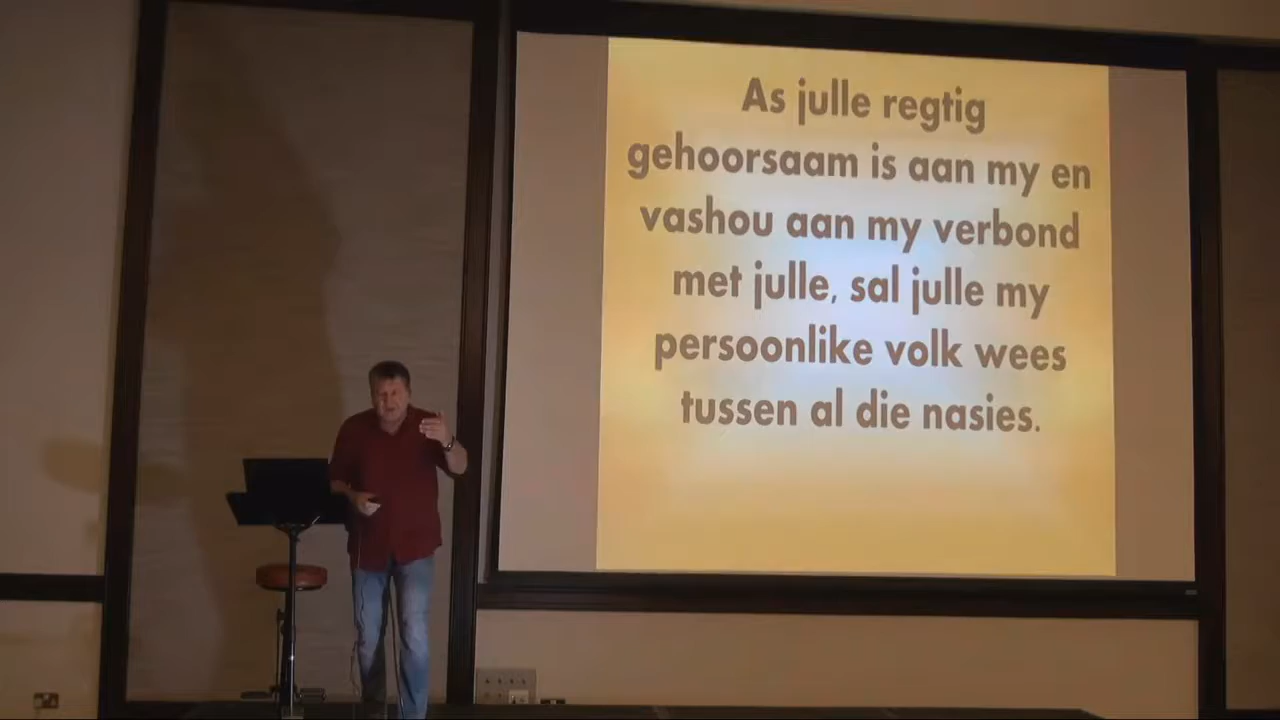 As julle regtig
gehoorsaam is aan my en
vashou aan my verbond
met julle, sal julle my
persoonlike volk wees
tussen al die nasies.